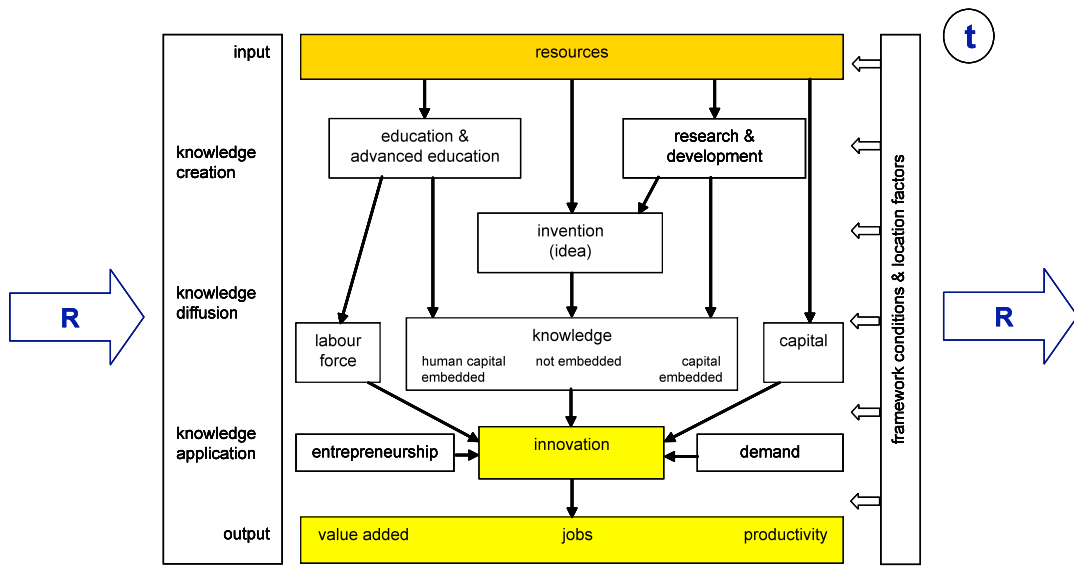 t
input
resources
education &
advanced education
research &
development
knowledge
creation
invention
(idea)
R
knowledge
diffusion
labour
force
knowledge
human capital
embedded
not embedded
capital
embedded
capital
knowledge
application
entrepreneurship
innovation
demand
output
value added
jobs
productivity
framework conditions & location factors
R